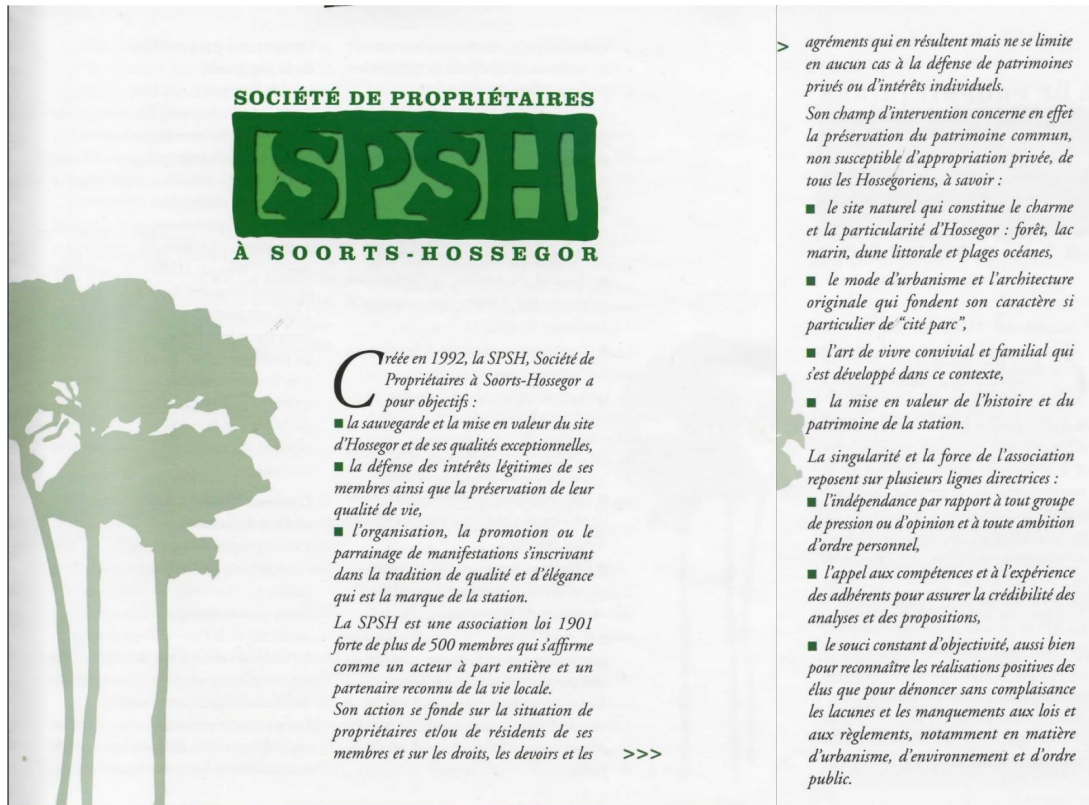 SOCIÉTÉ DE PROPRIÉTAIRES
SPSH
À SOORTS-HOSSEGOR
Créée en 1992, la SPSH, Société de
Propriétaires à Soorts-Hossegor a
pour objectifs :
■ la sauvegarde et la mise en valeur du site
d'Hossegor et de ses qualités exceptionnelles,
■ la défense des intérêts légitimes de ses
membres ainsi que la préservation de leur
qualité de vie,
■ l'organisation, la promotion ou le
parrainage de manifestations s'inscrivant
dans la tradition de qualité et d'élégance
qui est la marque de la station.
La SPSH est une association loi 1901
forte de plus de 500 membres qui s'affirme
comme un acteur à part entière et un
partenaire reconnu de la vie locale.
Son action se fonde sur la situation de
propriétaires et/ou de résidents de ses
membres et sur les droits, les devoirs et les >>>
> agréments qui en résultent mais ne se limite
en aucun cas à la défense de patrimoines
privés ou d'intérêts individuels.
Son champ d'intervention concerne en effet
la préservation du patrimoine commun,
non susceptible d'appropriation privée, de
tous les Hossegoriens, à savoir :
■ le site naturel qui constitue le charme
et la particularité d'Hossegor : forêt, lac
marin, dune littorale et plages océanes,
■ le mode d'urbanisme et l'architecture
originale qui fondent son caractère si
particulier de "cité parc",
■ l'art de vivre convivial et familial qui
s'est développé dans ce contexte,
■ la mise en valeur de l'histoire et du
patrimoine de la station.
La singularité et la force de l'association
reposent sur plusieurs lignes directrices :
■ l'indépendance par rapport à tout groupe
de pression ou d'opinion et à toute ambition
d'ordre personnel,
■ l'appel aux compétences et à l'expérience
des adhérents pour assurer la crédibilité des
analyses et des propositions,
■ le souci constant d'objectivité, aussi bien
pour reconnaître les réalisations positives des
élus que pour dénoncer sans complaisance
les lacunes et les manquements aux lois et
aux règlements, notamment en matière
d'urbanisme, d'environnement et d'ordre
public.